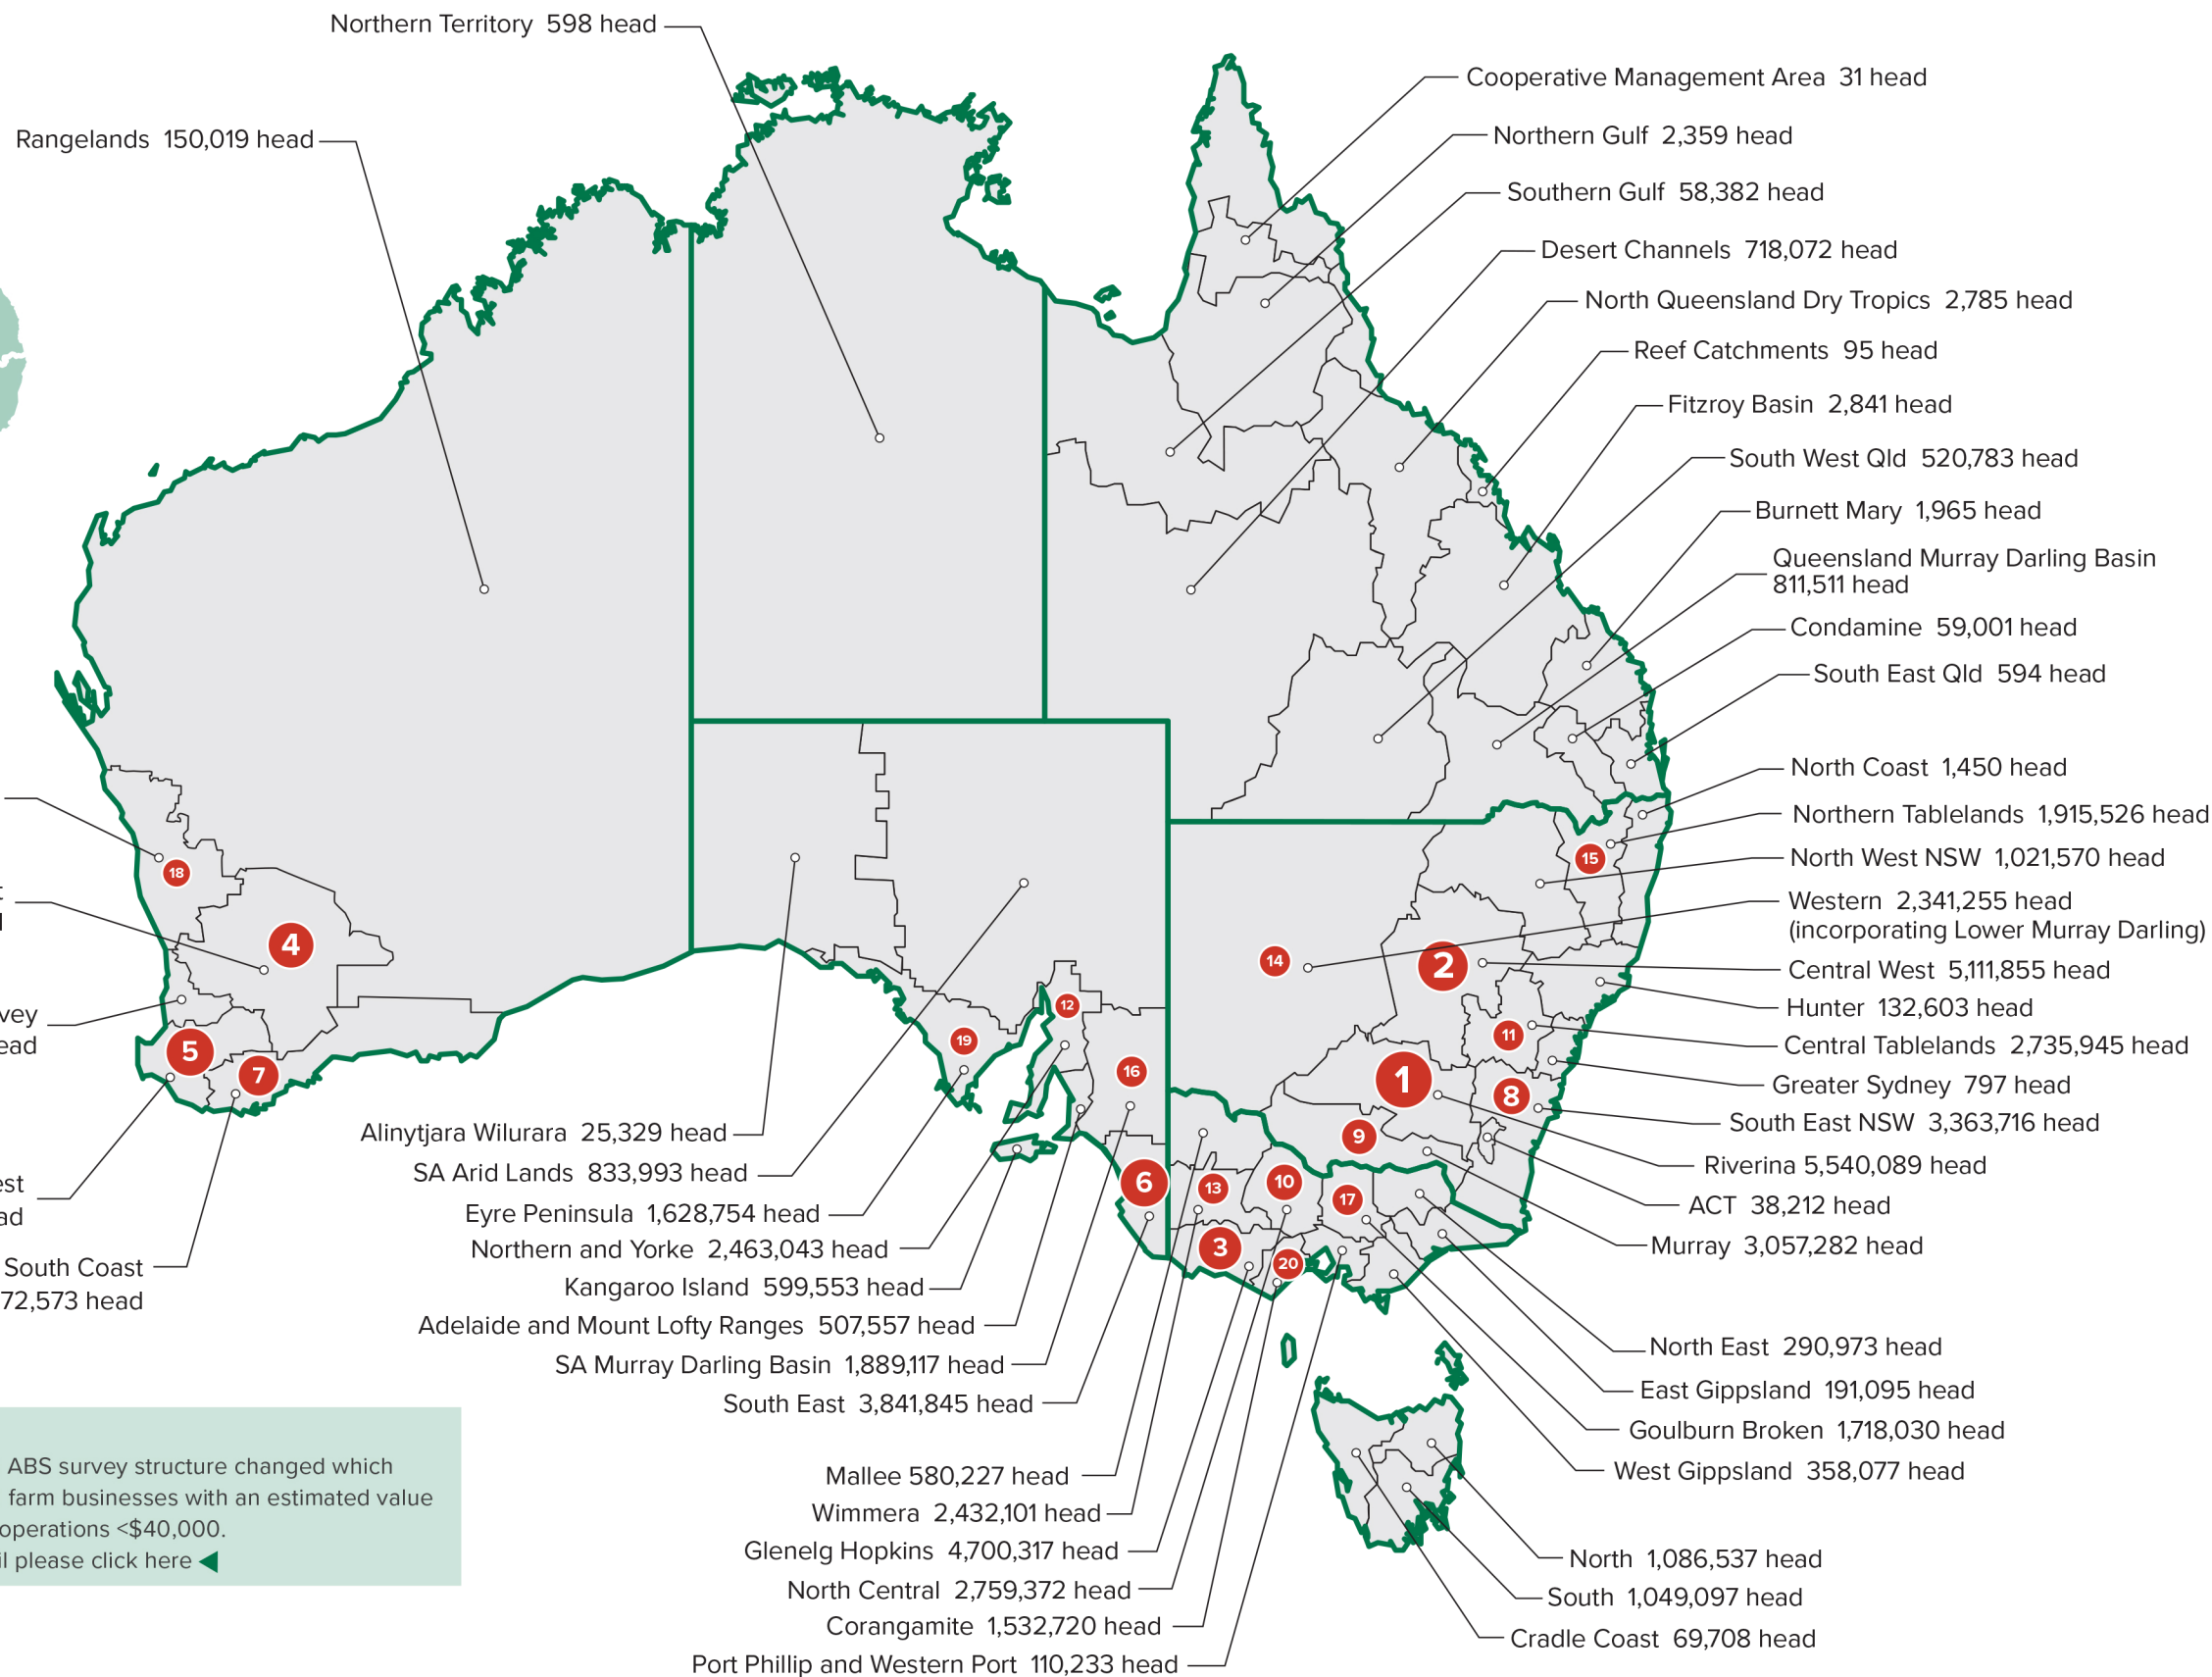 Northern Territory 598 head
Rangelands 150,019 head
Cooperative Management Area 31 head
Northern Gulf 2,359 head
Southern Gulf 58,382 head
Desert Channels 718,072 head
North Queensland Dry Tropics 2,785 head
Reef Catchments 95 head
Fitzroy Basin 2,841 head
South West Qld 520,783 head
Burnett Mary 1,965 head
Queensland Murray Darling Basin
811,511 head
Condamine 59,001 head
South East Qld 594 head
North Coast 1,450 head
Northern Tablelands 1,915,526 head
North West NSW 1,021,570 head
Western 2,341,255 head
(incorporating Lower Murray Darling)
Central West 5,111,855 head
Hunter 132,603 head
Central Tablelands 2,735,945 head
Greater Sydney 797 head
South East NSW 3,363,716 head
Riverina 5,540,089 head
ACT 38,212 head
Murray 3,057,282 head
North East 290,973 head
East Gippsland 191,095 head
Goulburn Broken 1,718,030 head
West Gippsland 358,077 head
North 1,086,537 head
South 1,049,097 head
Cradle Coast 69,708 head
18
4
5
7
15
14
2
12
19
16
11
1
8
9
6
13
10
17
3
20
vey
ead
est
ad
South Coast
72,573 head
Alinytjara Wilurara 25,329 head
SA Arid Lands 833,993 head
Eyre Peninsula 1,628,754 head
Northern and Yorke 2,463,043 head
Kangaroo Island 599,553 head
Adelaide and Mount Lofty Ranges 507,557 head
SA Murray Darling Basin 1,889,117 head
South East 3,841,845 head
Mallee 580,227 head
Wimmera 2,432,101 head
Glenelg Hopkins 4,700,317 head
North Central 2,759,372 head
Corangamite 1,532,720 head
Port Phillip and Western Port 110,233 head
ABS survey structure changed which
farm businesses with an estimated value
operations <$40,000.
il please click here